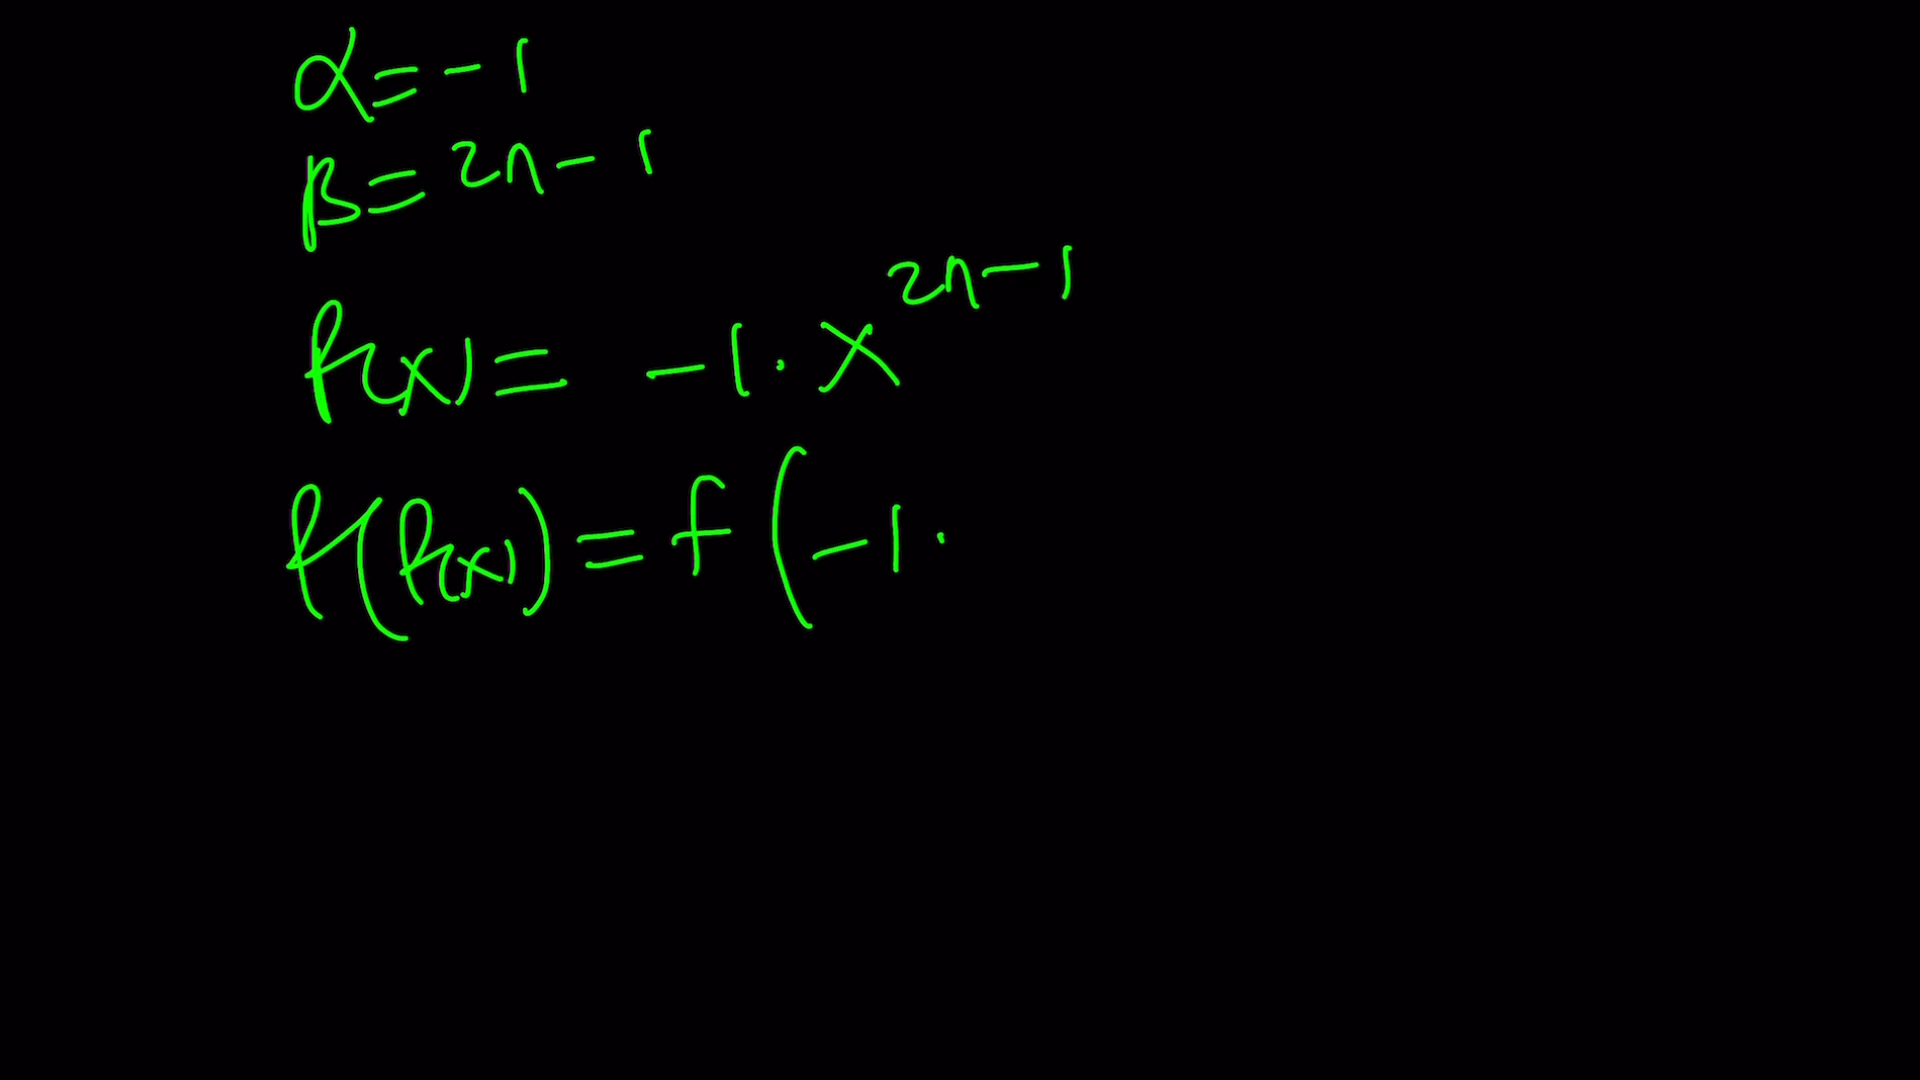 α = -1
β = 2n - 1
f(x) = -1 · x^{2n-1}
f(f(x)) = f(-1 ·